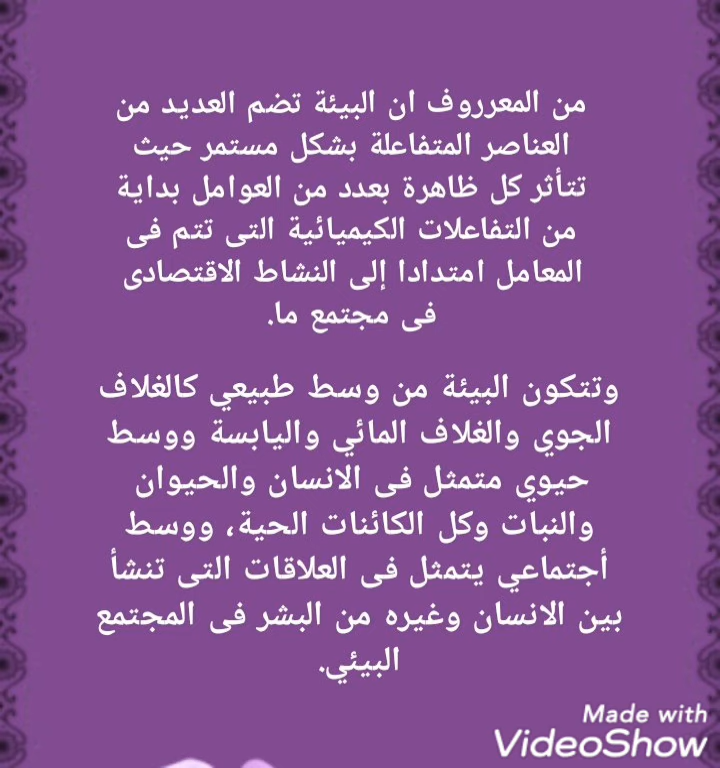 من المعرروف ان البيئة تضم العديد من
العناصر المتفاعلة بشكل مستمر حيث
تتأثر كل ظاهرة بعدد من العوامل بداية
من التفاعلات الكيميائية التى تتم فى
المعامل امتدادا إلى النشاط الاقتصادى
فى مجتمع ما.
وتتكون البيئة من وسط طبيعي كالغلاف
الجوي والغلاف المائي واليابسة ووسط
حيوي متمثل فى الانسان والحيوان
والنبات وكل الكائنات الحية، ووسط
أجتماعي يتمثل فى العلاقات التى تنشأ
بين الانسان وغيره من البشر فى المجتمع
البيئي.
Made with
VideoShow